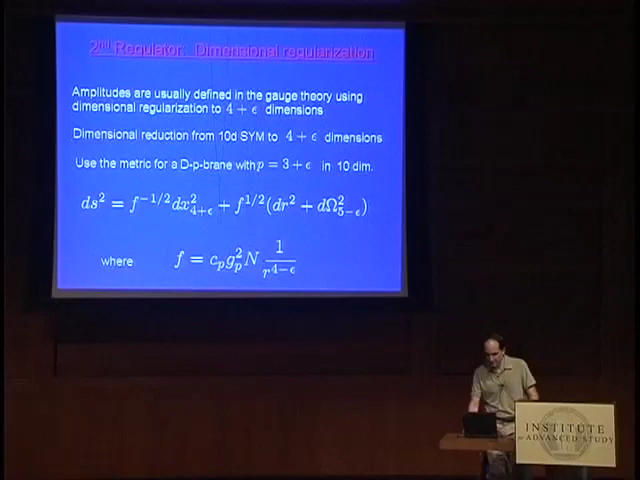 2nd Regulator: Dimensional regularization
Amplitudes are usually defined in the gauge theory using
dimensional regularization to 4 + ϵ dimensions
Dimensional reduction from 10d SYM to 4 + ϵ dimensions
Use the metric for a D-p-brane with p = 3 + ϵ in 10 dim.
ds² = f^{-1/2}dx²_{4+ϵ} + f^{1/2}(dr² + dΩ²_{5−ϵ})
where f = c_p g_p² N 1/r^{4−ϵ}
INSTITUTE
for ADVANCED STUDY